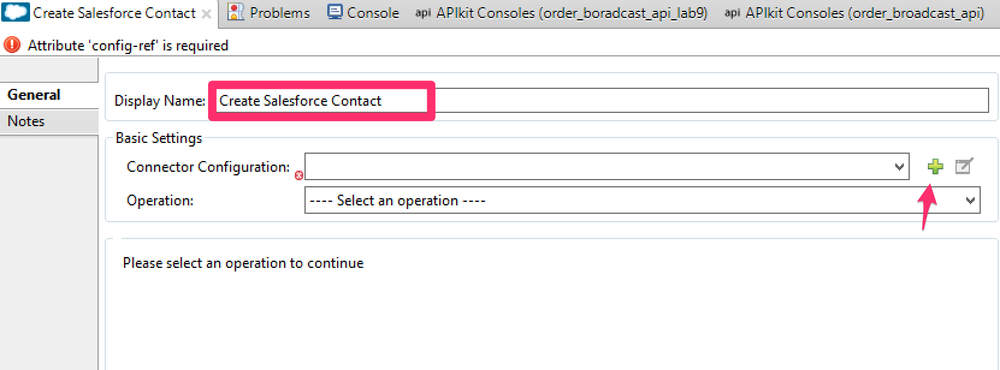 Create Salesforce Contact Problems Console api APIkit Consoles (order_boradcast_api_lab9) api APIkit Consoles (order_broadcast_api)
Attribute 'config-ref' is required
General
Notes
Display Name: Create Salesforce Contact
Basic Settings
Connector Configuration:
Operation: ---- Select an operation ----
Please select an operation to continue